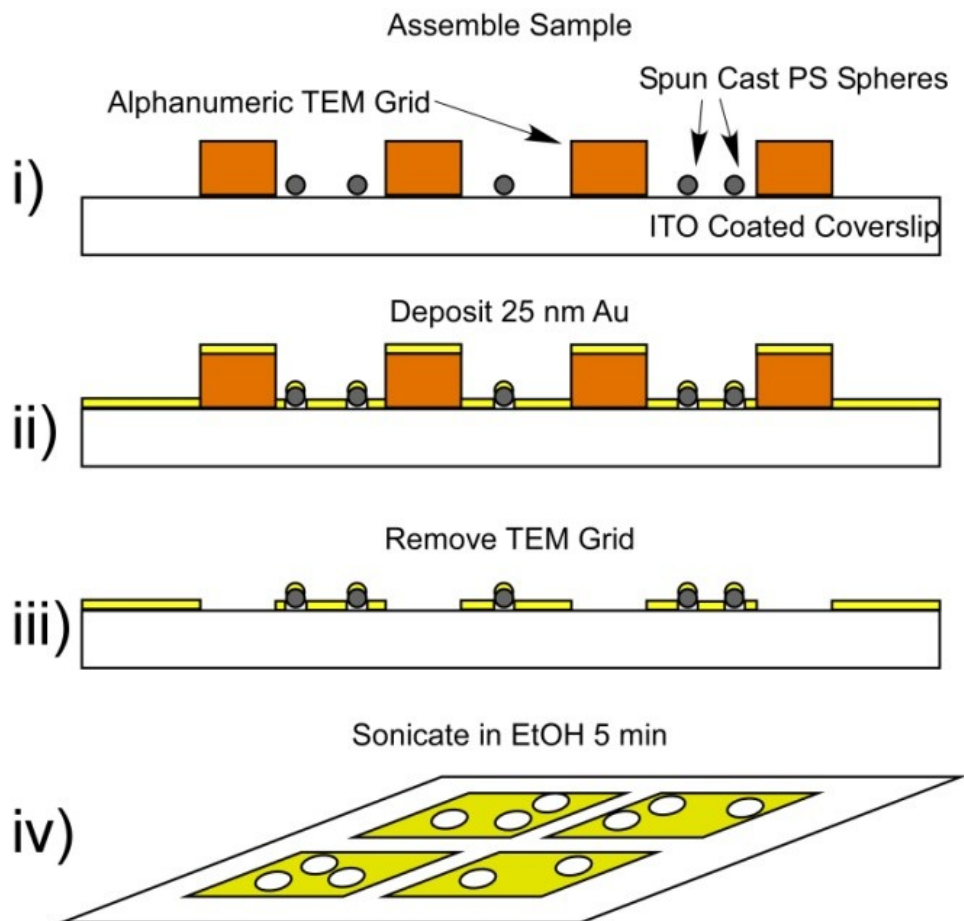 Assemble Sample
Alphanumeric TEM Grid
Spun Cast PS Spheres
i)
ITO Coated Coverslip
Deposit 25 nm Au
ii)
Remove TEM Grid
iii)
Sonicate in EtOH 5 min
iv)